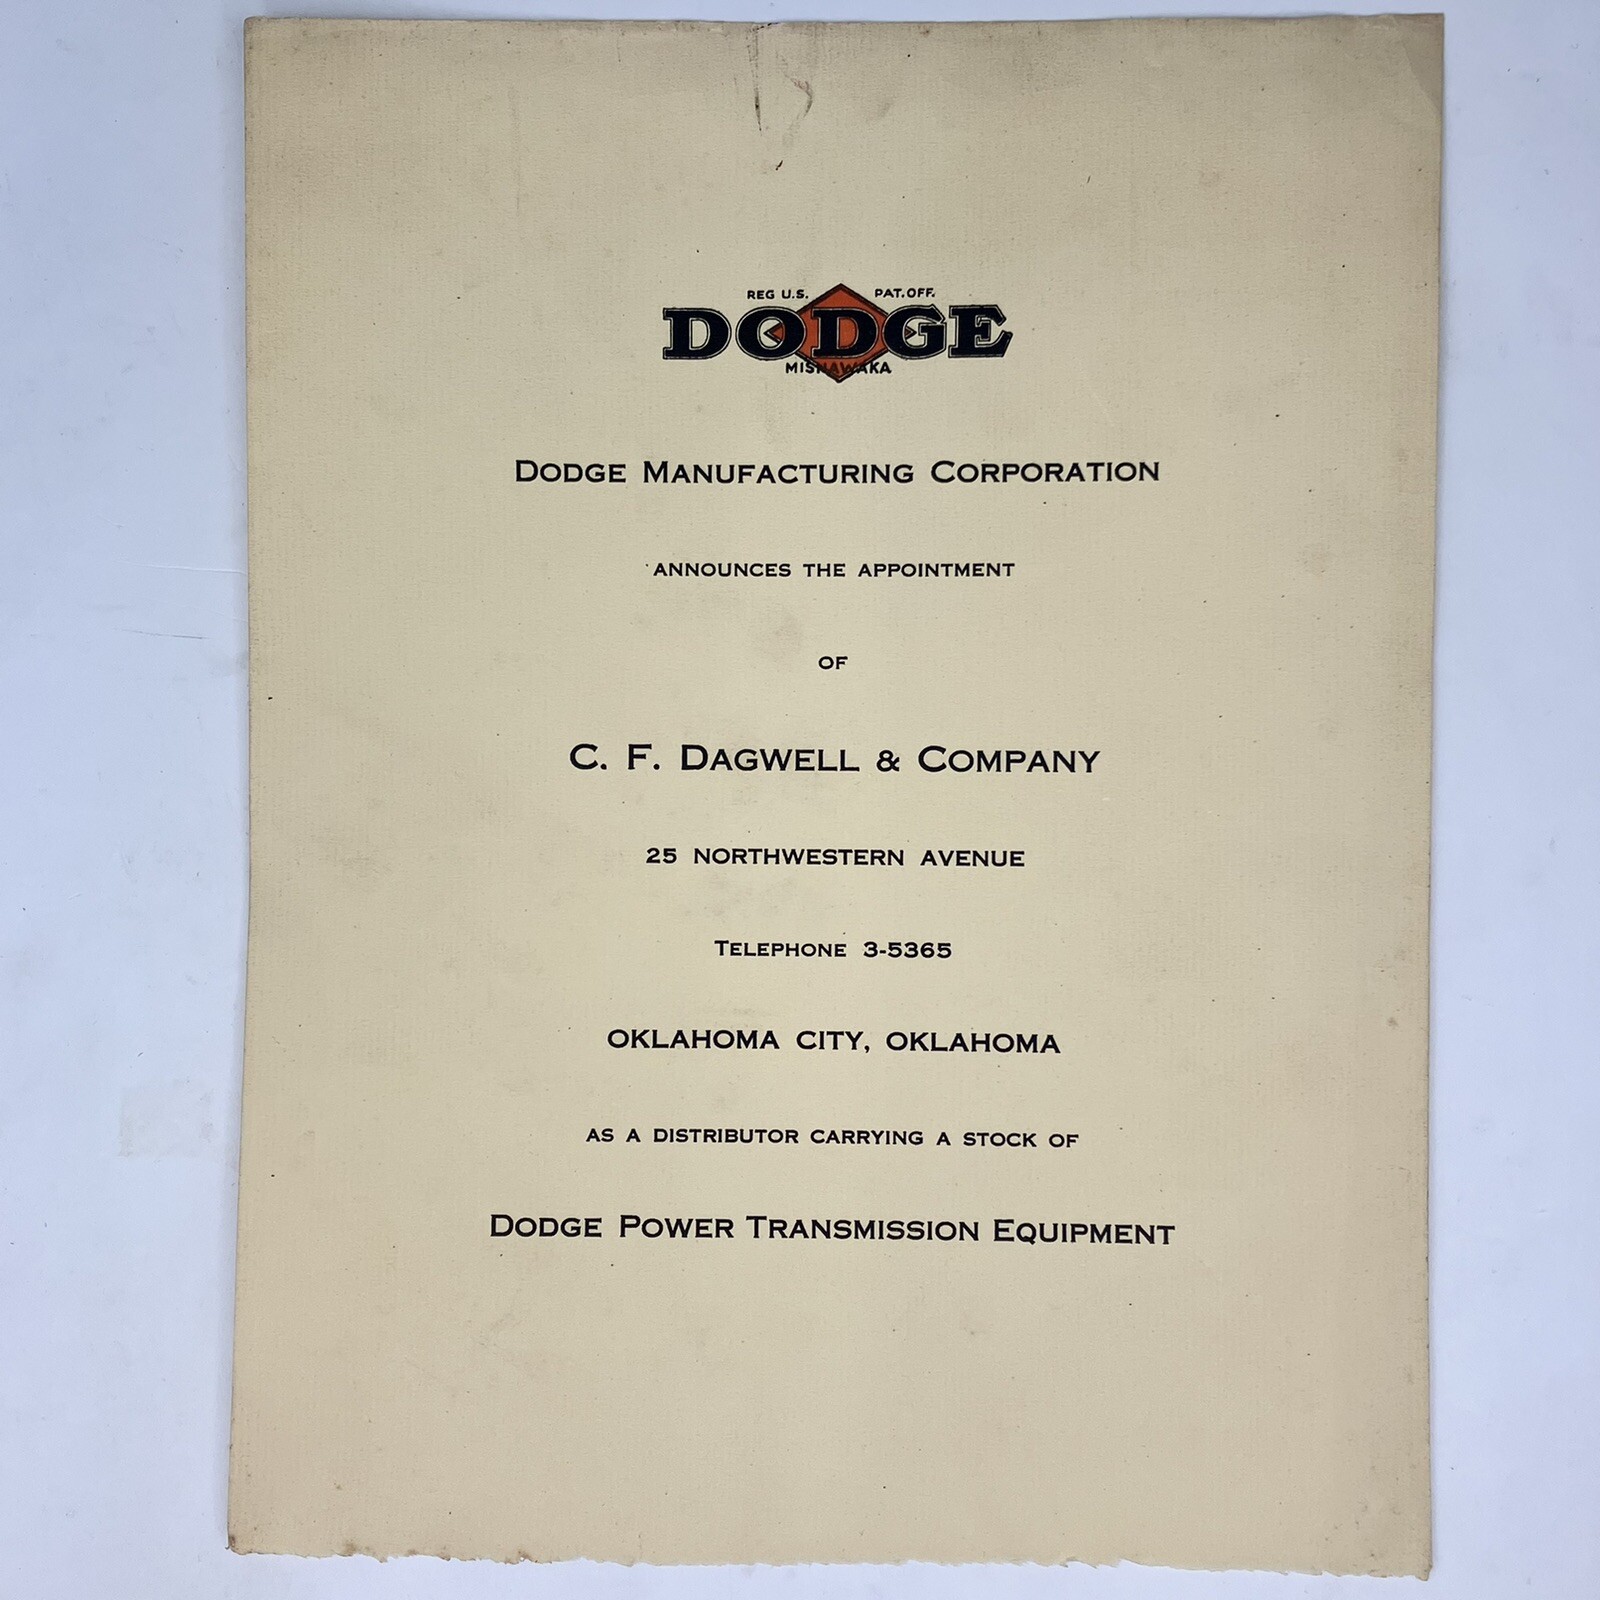 REG U.S. PAT. OFF.
DODGE
MISHAWAKA
DODGE MANUFACTURING CORPORATION
ANNOUNCES THE APPOINTMENT
OF
C. F. DAGWELL & COMPANY
25 NORTHWESTERN AVENUE
TELEPHONE 3-5365
OKLAHOMA CITY, OKLAHOMA
AS A DISTRIBUTOR CARRYING A STOCK OF
DODGE POWER TRANSMISSION EQUIPMENT